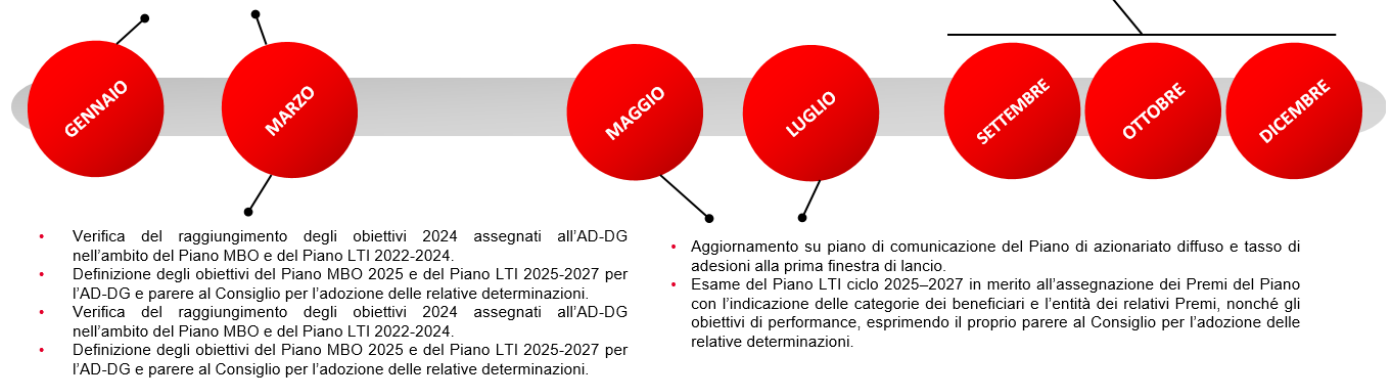 GENNAIO
MARZO
MAGGIO
LUGLIO
SETTEMBRE
OTTOBRE
DICEMBRE
• Verifica del raggiungimento degli obiettivi 2024 assegnati all’AD-DG
nell’ambito del Piano MBO e del Piano LTI 2022-2024.
• Definizione degli obiettivi del Piano MBO 2025 e del Piano LTI 2025-2027 per
l’AD-DG e parere al Consiglio per l’adozione delle relative determinazioni.
• Verifica del raggiungimento degli obiettivi 2024 assegnati all’AD-DG
nell’ambito del Piano MBO e del Piano LTI 2022-2024.
• Definizione degli obiettivi del Piano MBO 2025 e del Piano LTI 2025-2027 per
l’AD-DG e parere al Consiglio per l’adozione delle relative determinazioni.
• Aggiornamento su piano di comunicazione del Piano di azionariato diffuso e tasso di
adesioni alla prima finestra di lancio.
• Esame del Piano LTI ciclo 2025–2027 in merito all’assegnazione dei Premi del Piano
con l’indicazione delle categorie dei beneficiari e l’entità dei relativi Premi, nonché gli
obiettivi di performance, esprimendo il proprio parere al Consiglio per l’adozione delle
relative determinazioni.